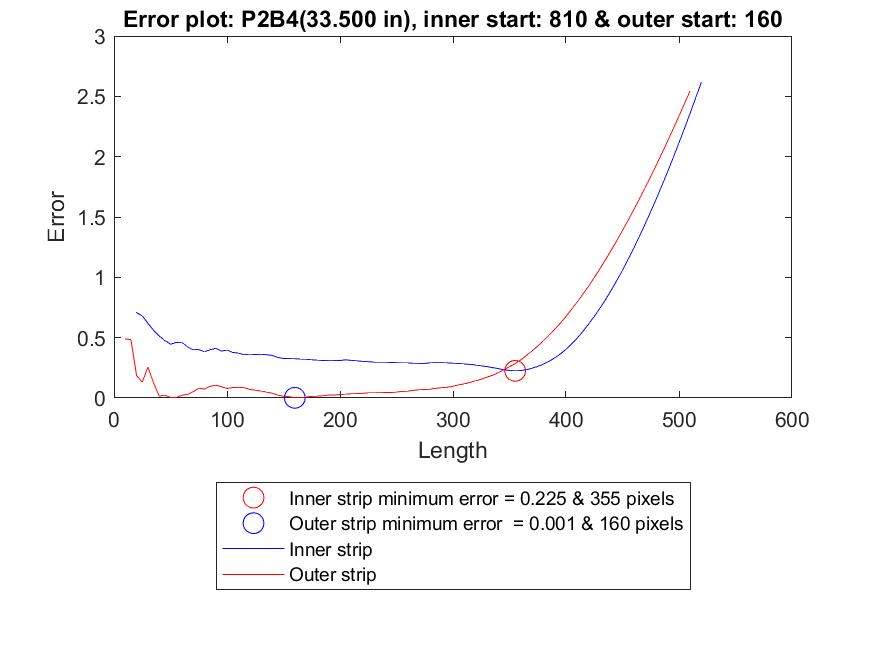 Error plot: P2B4(33.500 in), inner start: 810 & outer start: 160
3
2.5
2
1.5
1
0.5
0
Error
0 100 200 300 400 500 600
Length
Inner strip minimum error = 0.225 & 355 pixels
Outer strip minimum error  = 0.001 & 160 pixels
Inner strip
Outer strip